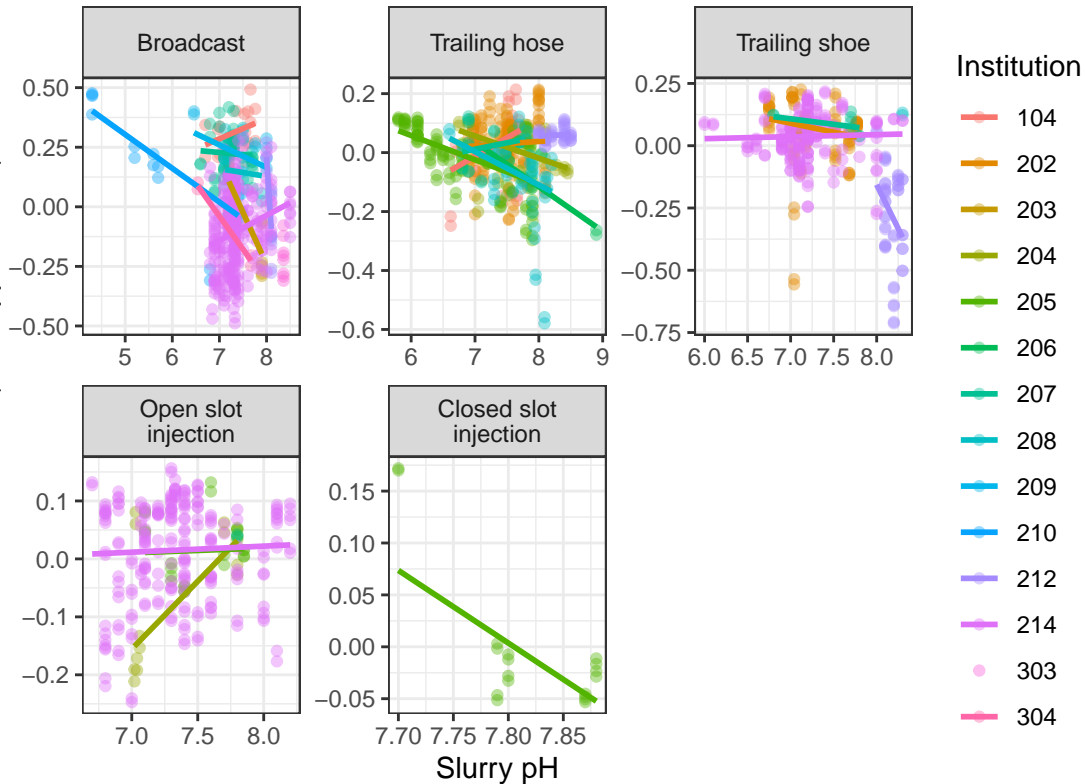 Broadcast
Trailing hose
Trailing shoe
0.50
0.25
0.00
−0.25
−0.50
5 6 7 8
0.2
0.0
−0.2
−0.4
−0.6
6 7 8 9
0.25
0.00
−0.25
−0.50
−0.75
6.0 6.5 7.0 7.5 8.0
Open slot
injection
Closed slot
injection
0.1
0.0
−0.1
−0.2
7.0 7.5 8.0
0.15
0.10
0.05
0.00
−0.05
7.70 7.75 7.80 7.85
Slurry pH
Institution
104
202
203
204
205
206
207
208
209
210
212
214
303
304